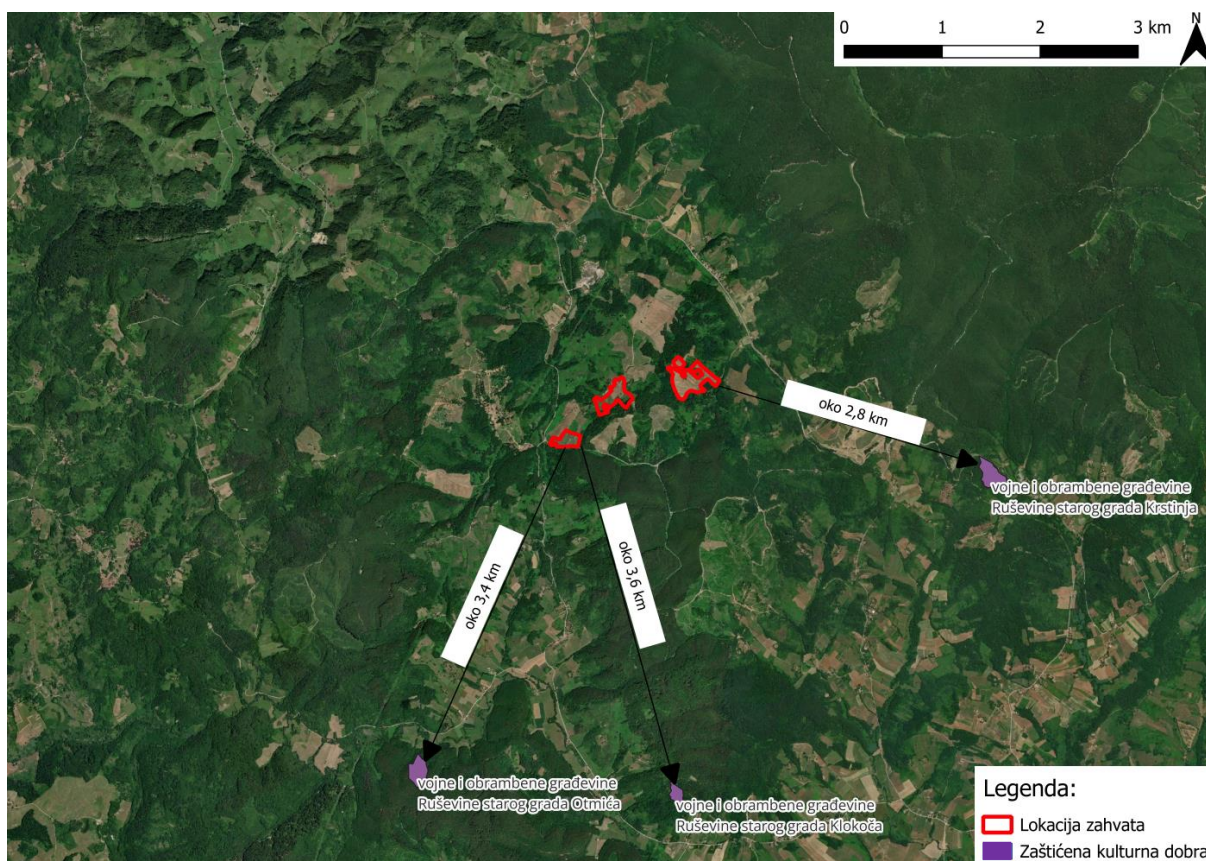 0 1 2 3 km
N
oko 2,8 km
vojne i obrambene građevine
Ruševine starog grada Krstinja
oko 3,4 km
oko 3,6 km
vojne i obrambene građevine
Ruševine starog grada Otmića
vojne i obrambene građevine
Ruševine starog grada Klokoča
Legenda:
Lokacija zahvata
Zaštićena kulturna dobra